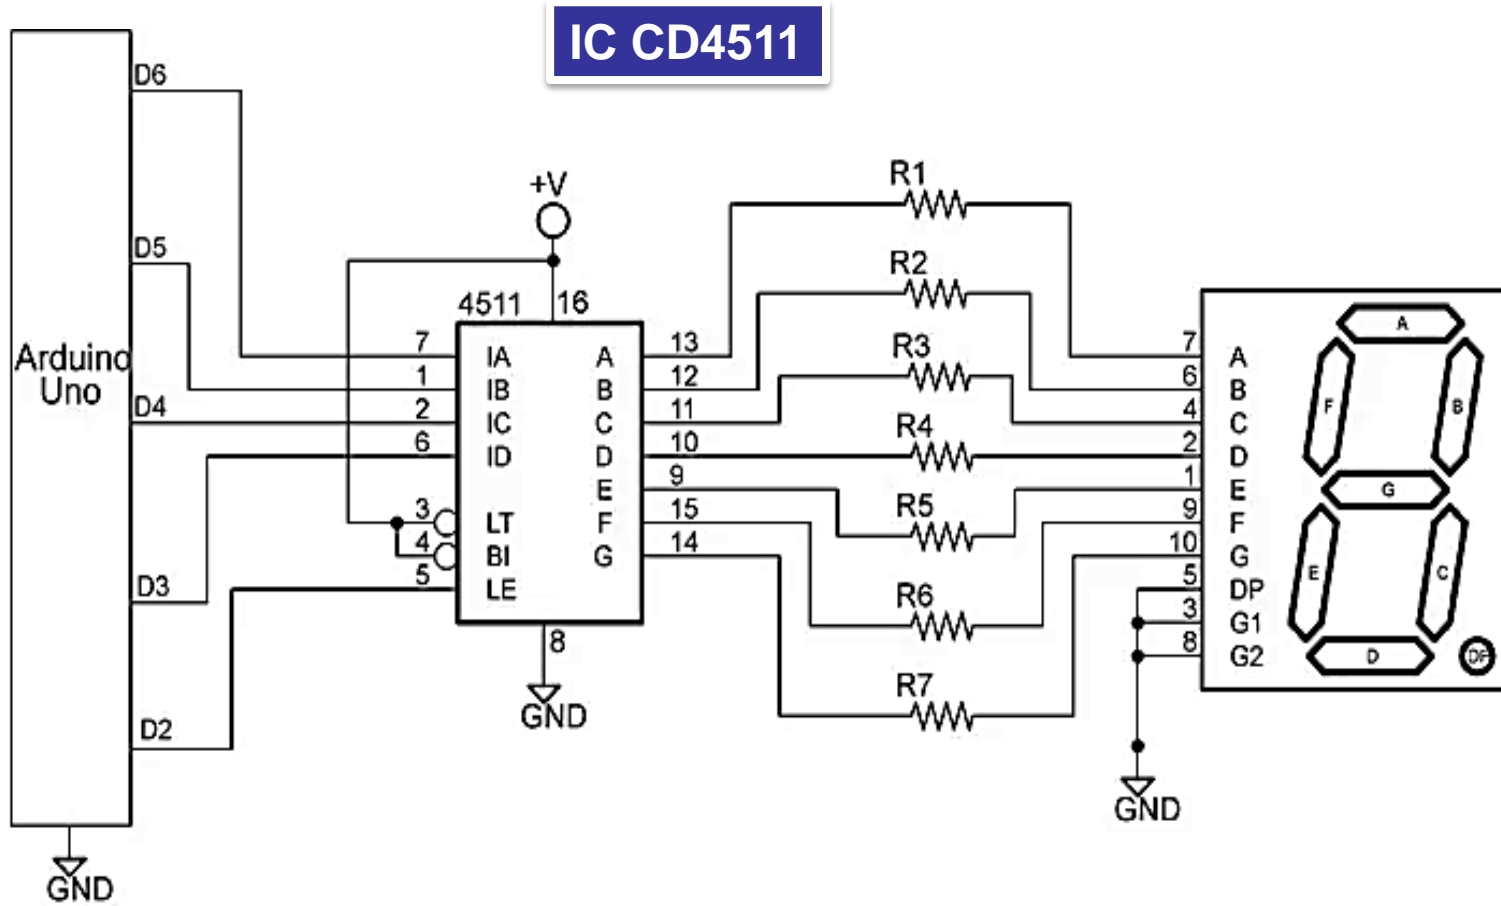 IC CD4511
Arduino
Uno
D6
D5
D4
D3
D2
GND
+V
4511
16
7
1
2
6
3
4
5
IA
IB
IC
ID
LT
BI
LE
A
B
C
D
E
F
G
13
12
11
10
9
15
14
8
GND
R1
R2
R3
R4
R5
R6
R7
7
6
4
2
1
9
10
5
3
8
A
B
C
D
E
F
G
DP
G1
G2
GND
A
F
B
G
E
C
D
DP